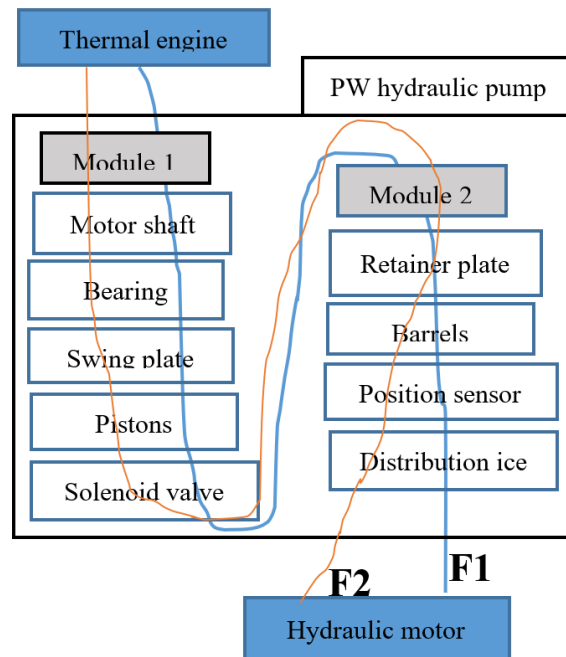 Thermal engine
PW hydraulic pump
Module 1
Motor shaft
Bearing
Swing plate
Pistons
Solenoid valve
Module 2
Retainer plate
Barrels
Position sensor
Distribution ice
F2
F1
Hydraulic motor